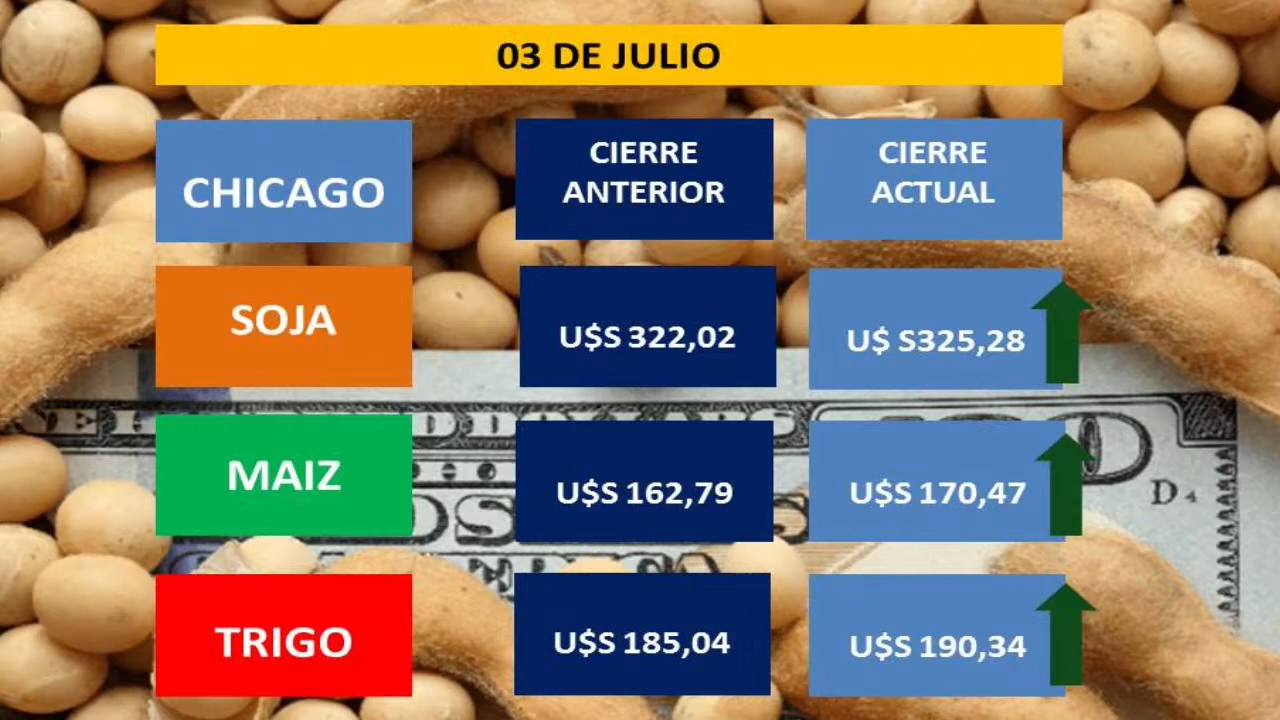 03 DE JULIO
CHICAGO
CIERRE
ANTERIOR
CIERRE
ACTUAL
SOJA
U$S 322,02
U$ S325,28
MAIZ
U$S 162,79
U$S 170,47
D4
TRIGO
U$S 185,04
U$S 190,34